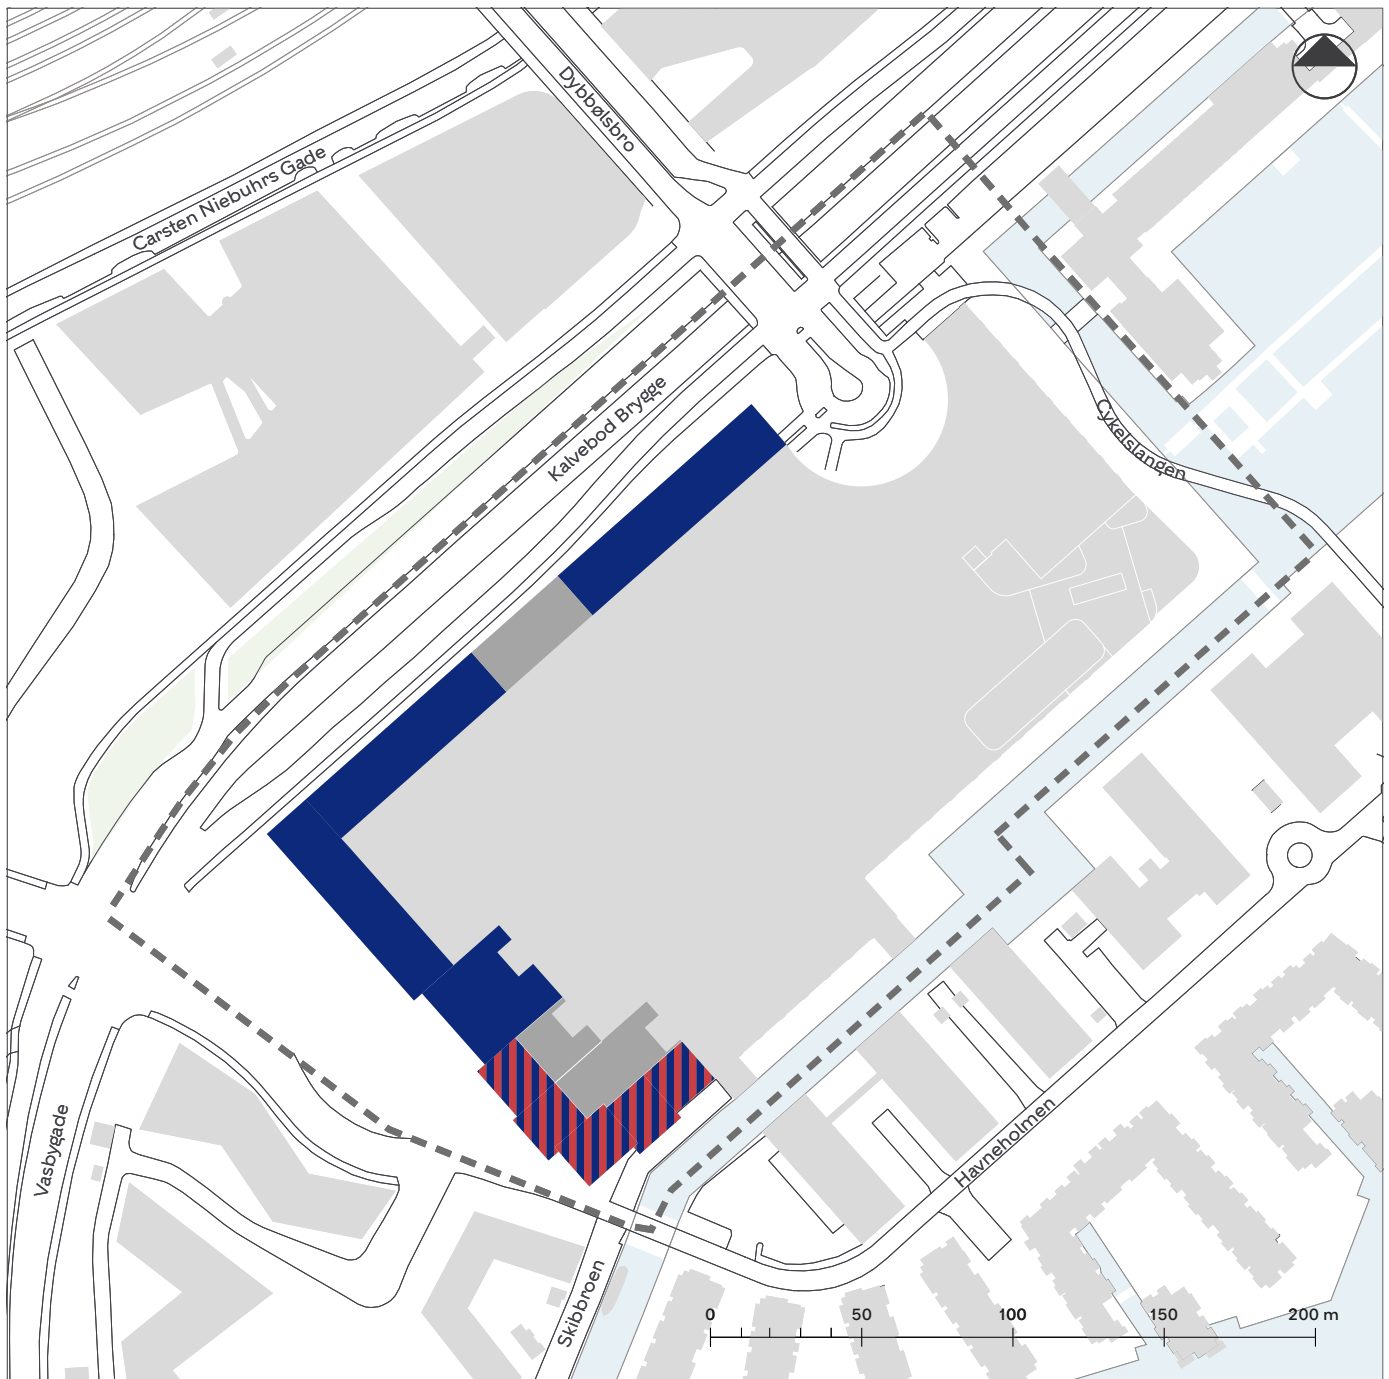 Dybbølsbro
Carsten Niebuhrs Gade
Kalvebod Brygge
Cykelslangen
Vasbygade
Havneholmen
Skibbroen
0 50 100 150 200 m